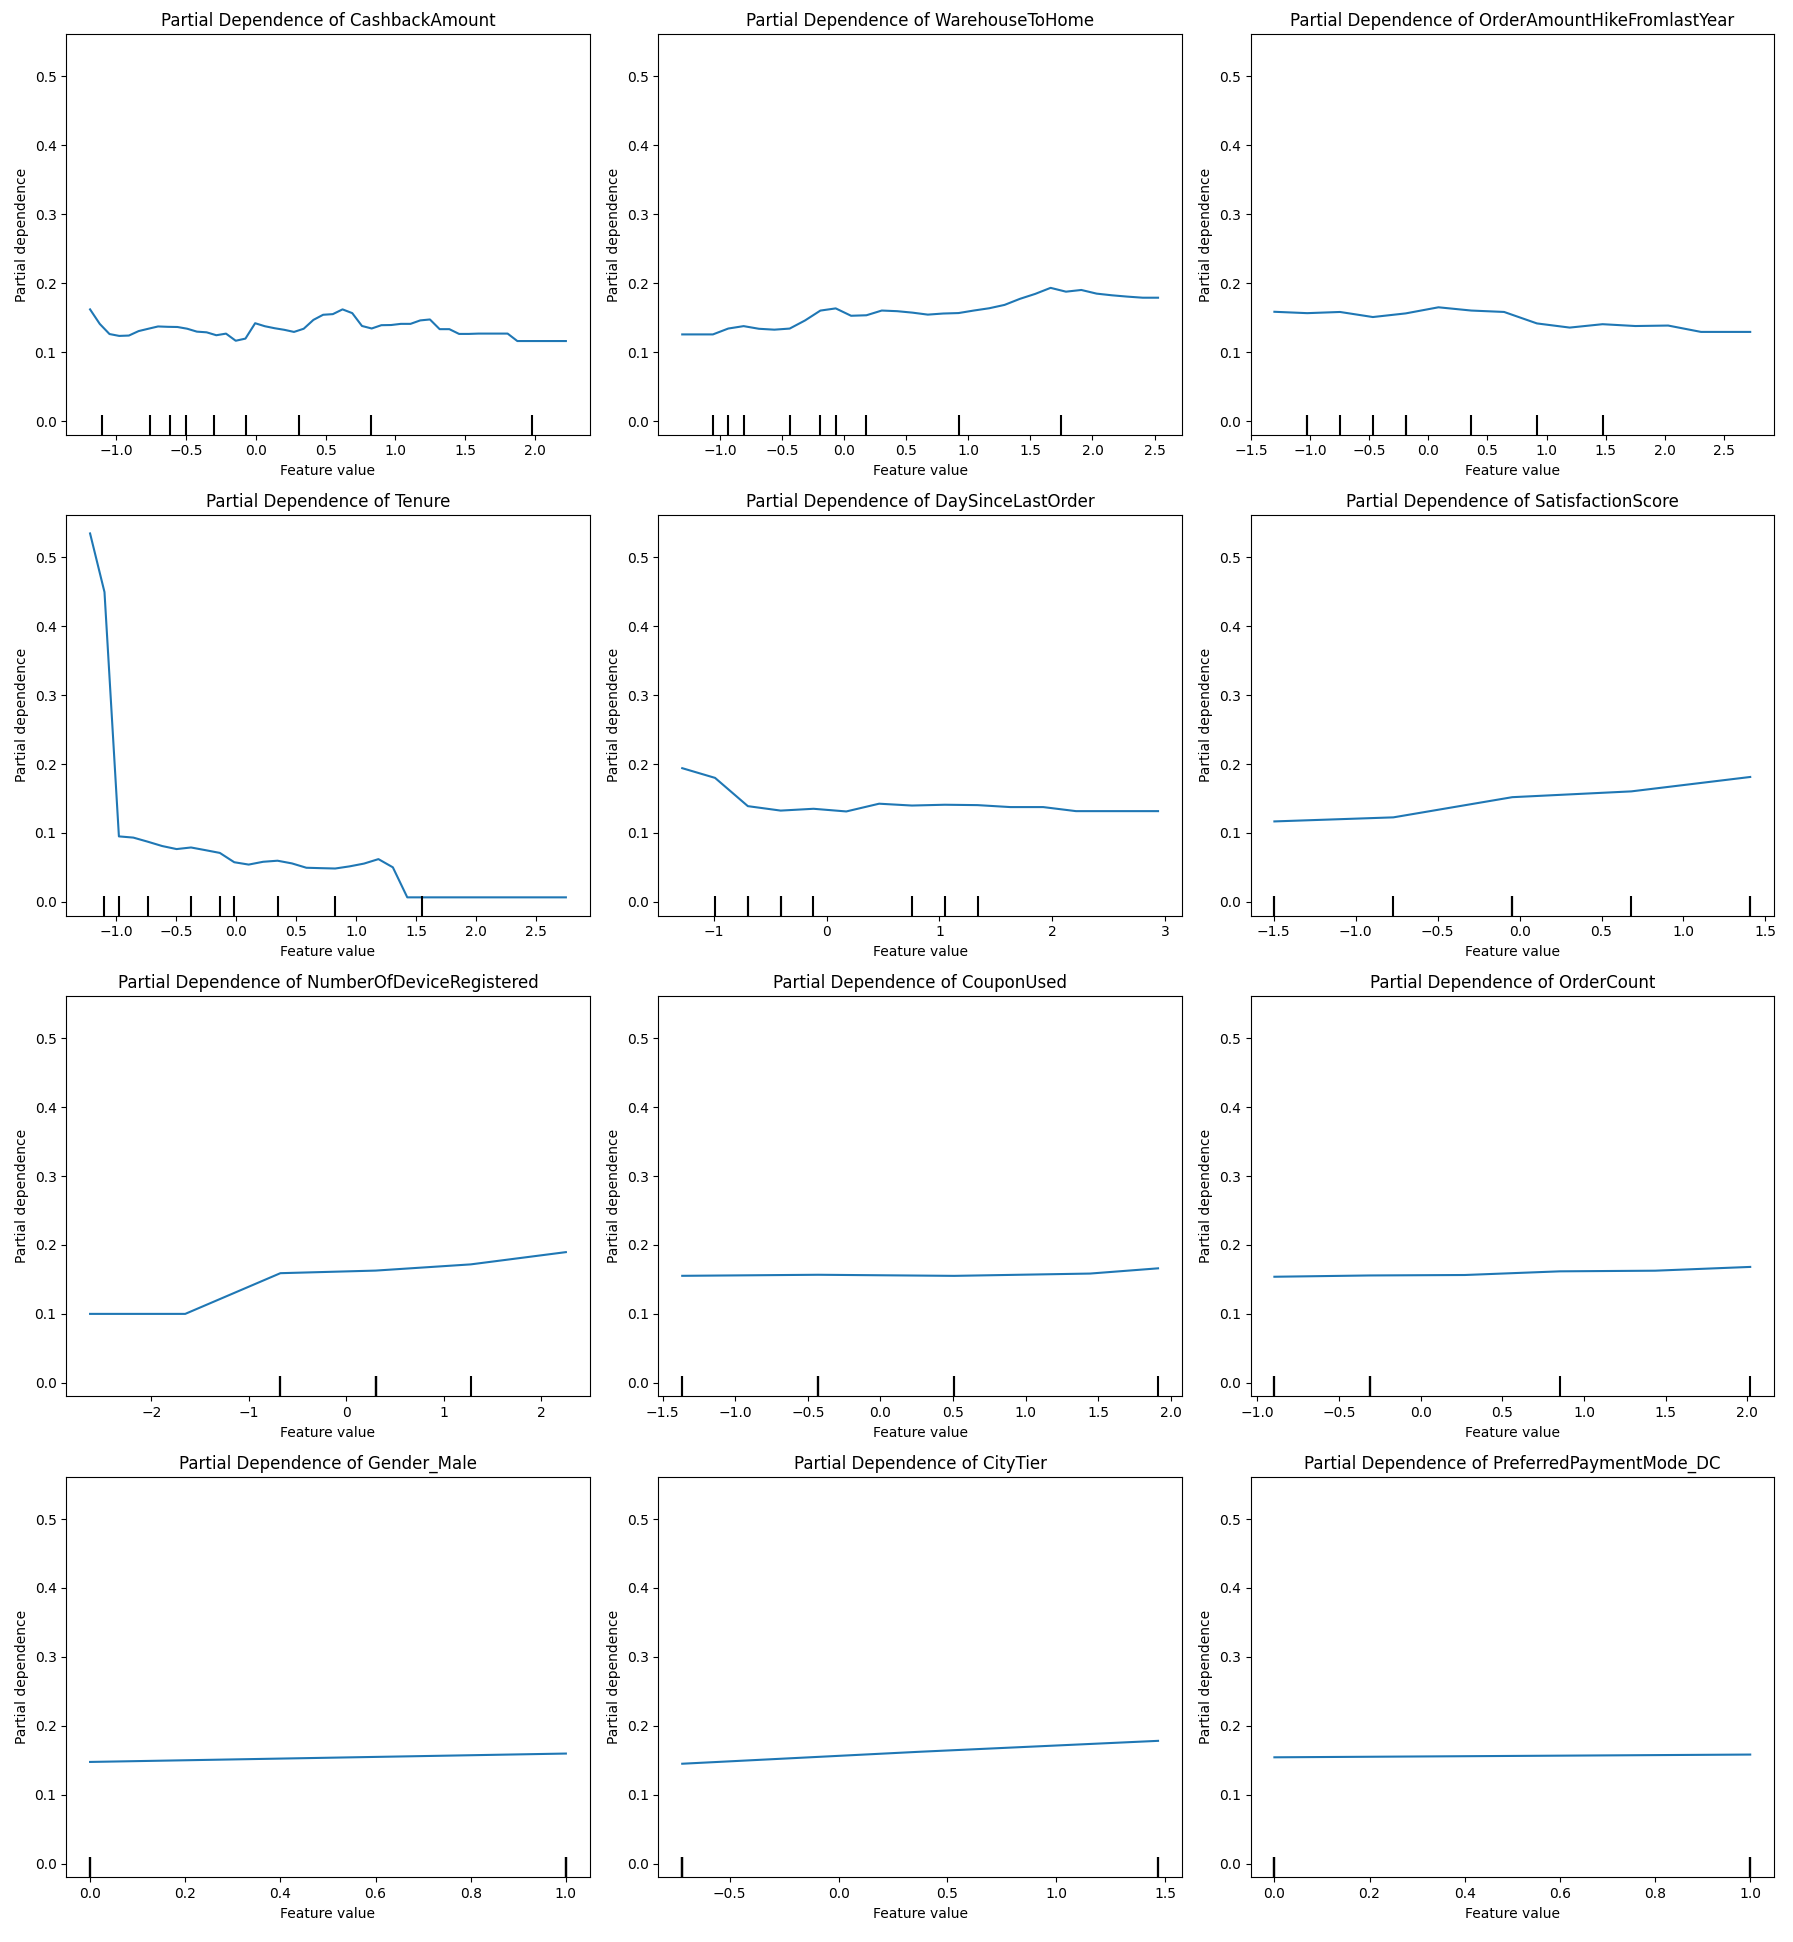 Partial Dependence of CashbackAmount
Partial dependence
0.5
0.4
0.3
0.2
0.1
0.0
−1.0 −0.5 0.0 0.5 1.0 1.5 2.0
Feature value
Partial Dependence of WarehouseToHome
Partial dependence
0.5
0.4
0.3
0.2
0.1
0.0
−1.0 −0.5 0.0 0.5 1.0 1.5 2.0 2.5
Feature value
Partial Dependence of OrderAmountHikeFromlastYear
Partial dependence
0.5
0.4
0.3
0.2
0.1
0.0
−1.5 −1.0 −0.5 0.0 0.5 1.0 1.5 2.0 2.5
Feature value
Partial Dependence of Tenure
Partial dependence
0.5
0.4
0.3
0.2
0.1
0.0
−1.0 −0.5 0.0 0.5 1.0 1.5 2.0 2.5
Feature value
Partial Dependence of DaySinceLastOrder
Partial dependence
0.5
0.4
0.3
0.2
0.1
0.0
−1 0 1 2 3
Feature value
Partial Dependence of SatisfactionScore
Partial dependence
0.5
0.4
0.3
0.2
0.1
0.0
−1.5 −1.0 −0.5 0.0 0.5 1.0 1.5
Feature value
Partial Dependence of NumberOfDeviceRegistered
Partial dependence
0.5
0.4
0.3
0.2
0.1
0.0
−2 −1 0 1 2
Feature value
Partial Dependence of CouponUsed
Partial dependence
0.5
0.4
0.3
0.2
0.1
0.0
−1.5 −1.0 −0.5 0.0 0.5 1.0 1.5 2.0
Feature value
Partial Dependence of OrderCount
Partial dependence
0.5
0.4
0.3
0.2
0.1
0.0
−1.0 −0.5 0.0 0.5 1.0 1.5 2.0
Feature value
Partial Dependence of Gender_Male
Partial dependence
0.5
0.4
0.3
0.2
0.1
0.0
0.0 0.2 0.4 0.6 0.8 1.0
Feature value
Partial Dependence of CityTier
Partial dependence
0.5
0.4
0.3
0.2
0.1
0.0
−0.5 0.0 0.5 1.0 1.5
Feature value
Partial Dependence of PreferredPaymentMode_DC
Partial dependence
0.5
0.4
0.3
0.2
0.1
0.0
0.0 0.2 0.4 0.6 0.8 1.0
Feature value